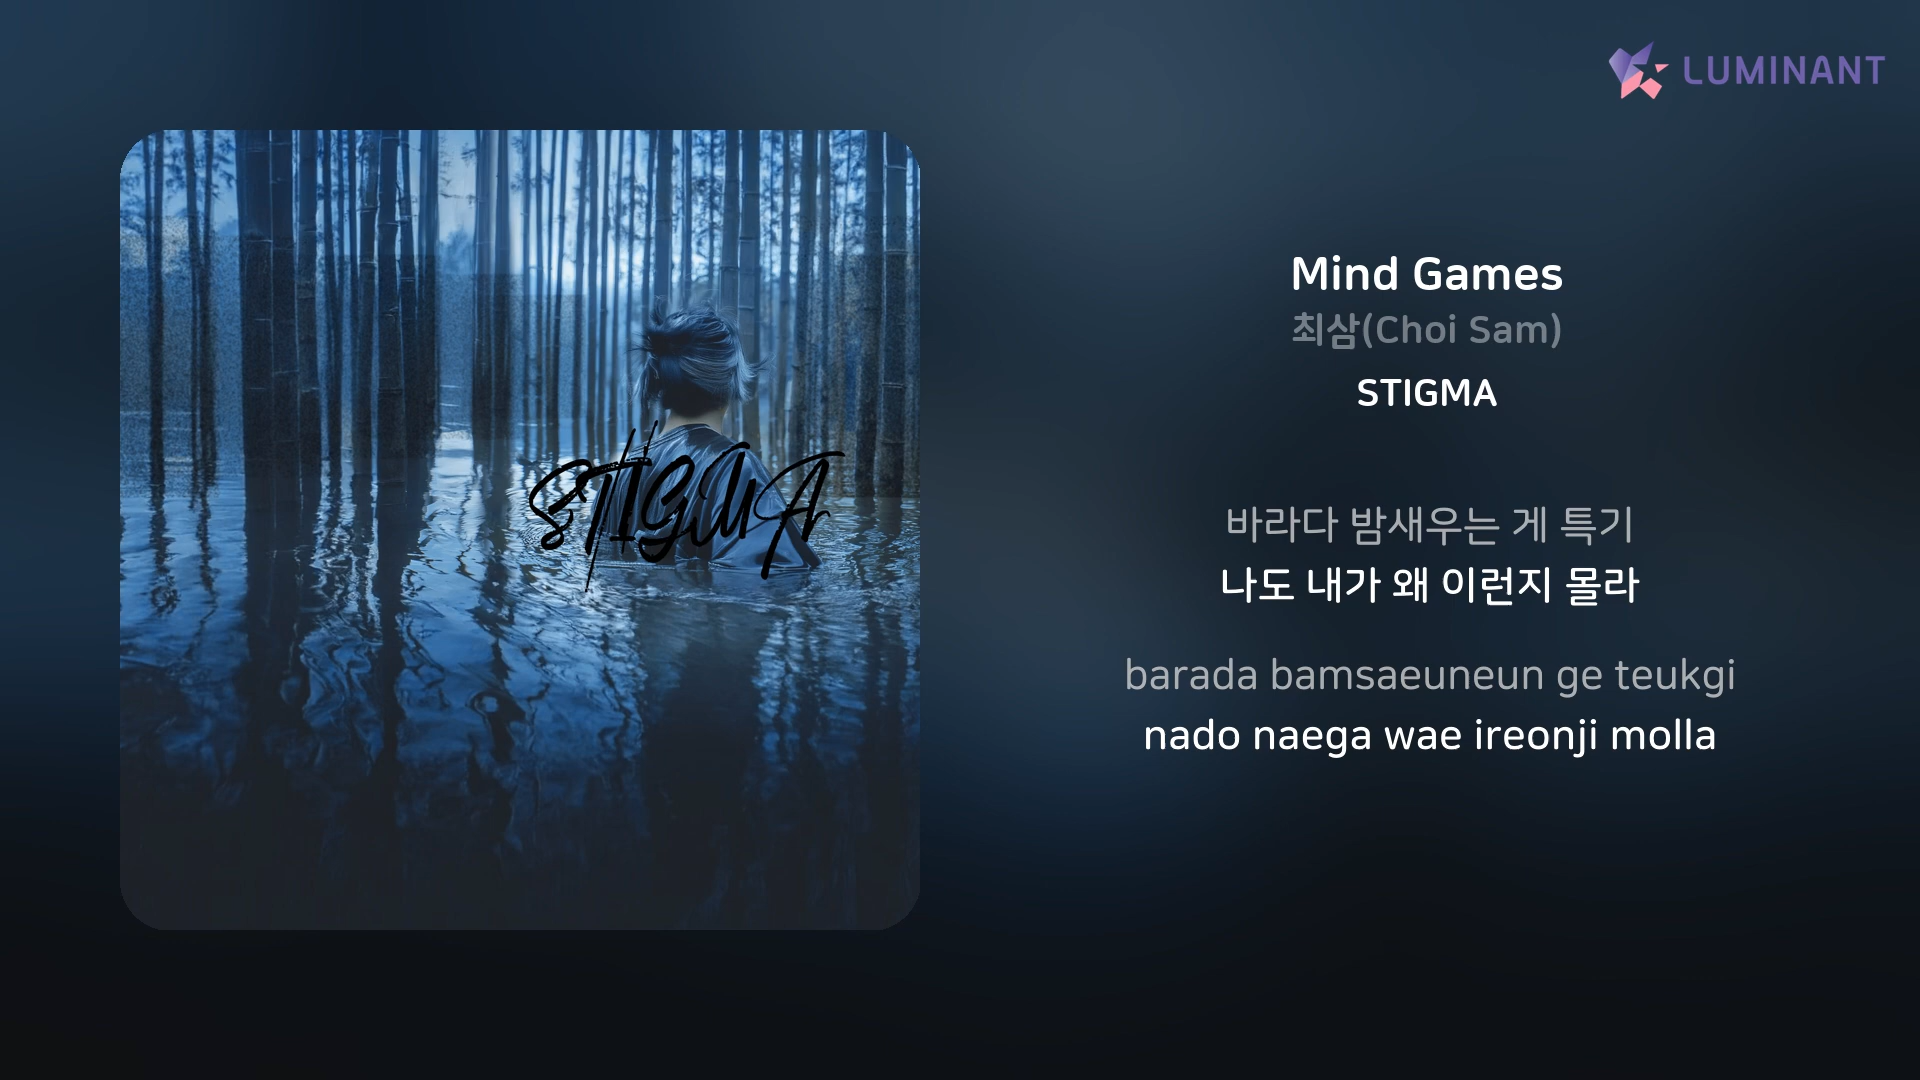 LUMINANT
STIGMA
Mind Games
최삼(Choi Sam)
STIGMA
바라다 밤새우는 게 특기
나도 내가 왜 이런지 몰라
barada bamsaeuneun ge teukgi
nado naega wae ireonji molla